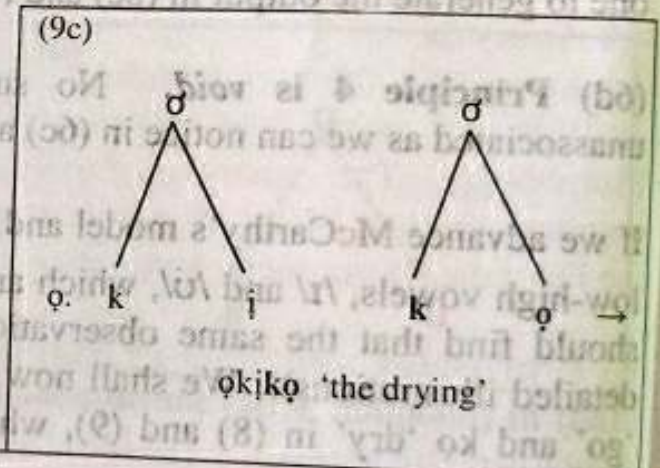 (9c)
σ σ
ọ. k ị k ọ →
ọkịkọ 'the drying'